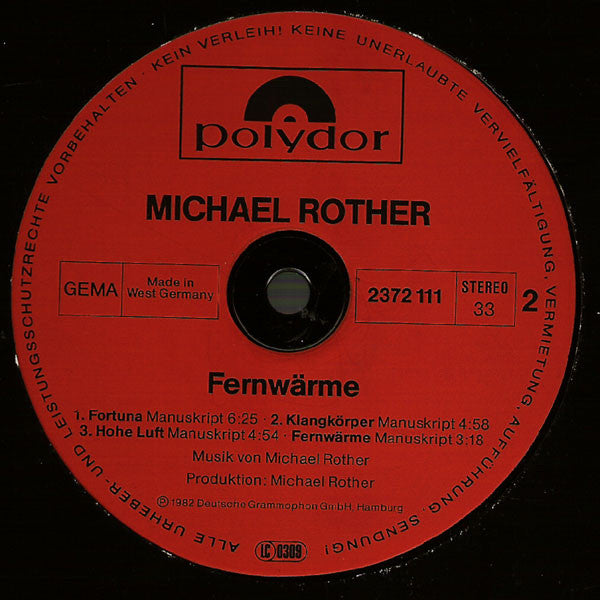 ALLE URHEBER- UND LEISTUNGSSCHUTZRECHTE VORBEHALTEN · KEIN VERLEIH! KEINE UNERLAUBTE VERVIELFÄLTIGUNG, VERMIETUNG, AUFFÜHRUNG, SENDUNG!
polydor
MICHAEL ROTHER
GEMA
Made in
West Germany
2372 111
STEREO
33
2
Fernwärme
1. Fortuna Manuskript 6:25 · 2. Klangkörper Manuskript 4:58
3. Hohe Luft Manuskript 4:54 · Fernwärme Manuskript 3:18
Musik von Michael Rother
Produktion: Michael Rother
℗ 1982 Deutsche Grammophon GmbH, Hamburg
LC 0309